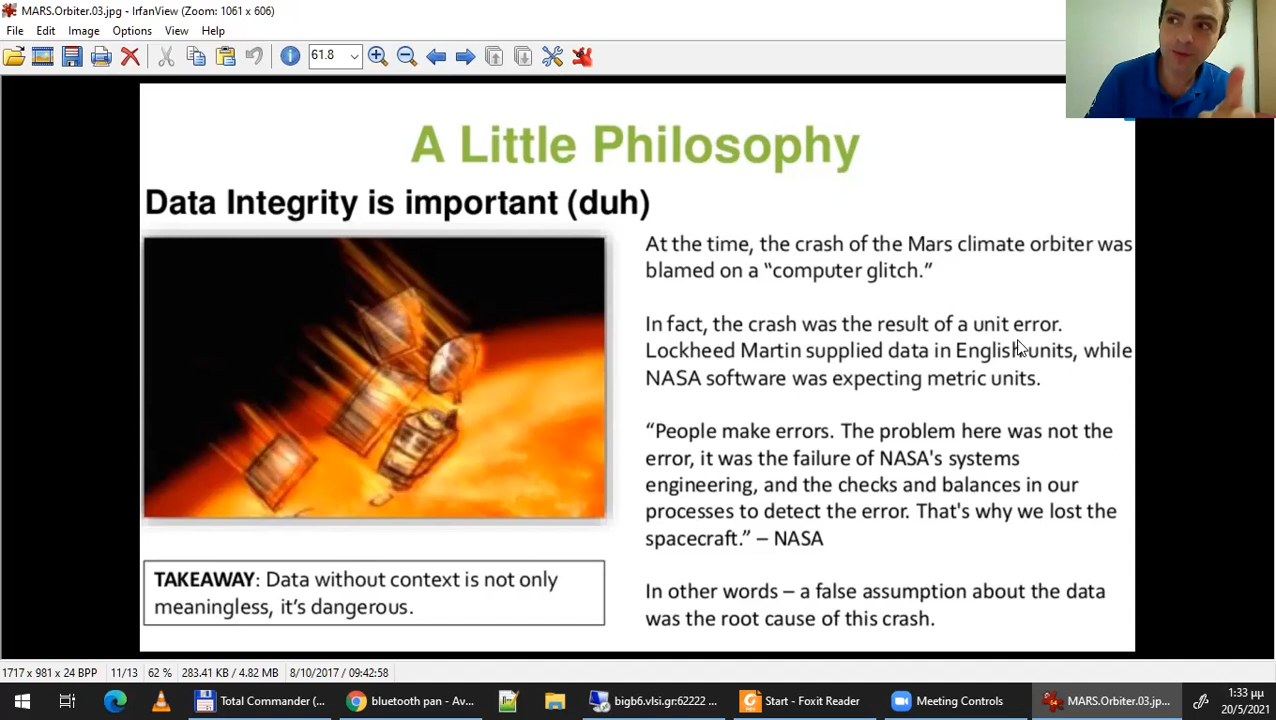 MARS.Orbiter.03.jpg - IrfanView (Zoom: 1061 x 606)
File Edit Image Options View Help
61.8
A Little Philosophy
Data Integrity is important (duh)
At the time, the crash of the Mars climate orbiter was
blamed on a “computer glitch.”
In fact, the crash was the result of a unit error.
Lockheed Martin supplied data in English units, while
NASA software was expecting metric units.
“People make errors. The problem here was not the
error, it was the failure of NASA's systems
engineering, and the checks and balances in our
processes to detect the error. That's why we lost the
spacecraft.” – NASA
In other words – a false assumption about the data
was the root cause of this crash.
TAKEAWAY: Data without context is not only
meaningless, it’s dangerous.
1717 x 981 x 24 BPP 11/13 62 % 283.41 KB / 4.82 MB 8/10/2017 / 09:42:58
Total Commander (... bluetooth pan - Av... bigb6.vlsi.gr:62222 ... Start - Foxit Reader Meeting Controls MARS.Orbiter.03.jp... 1:33 μμ
20/5/2021